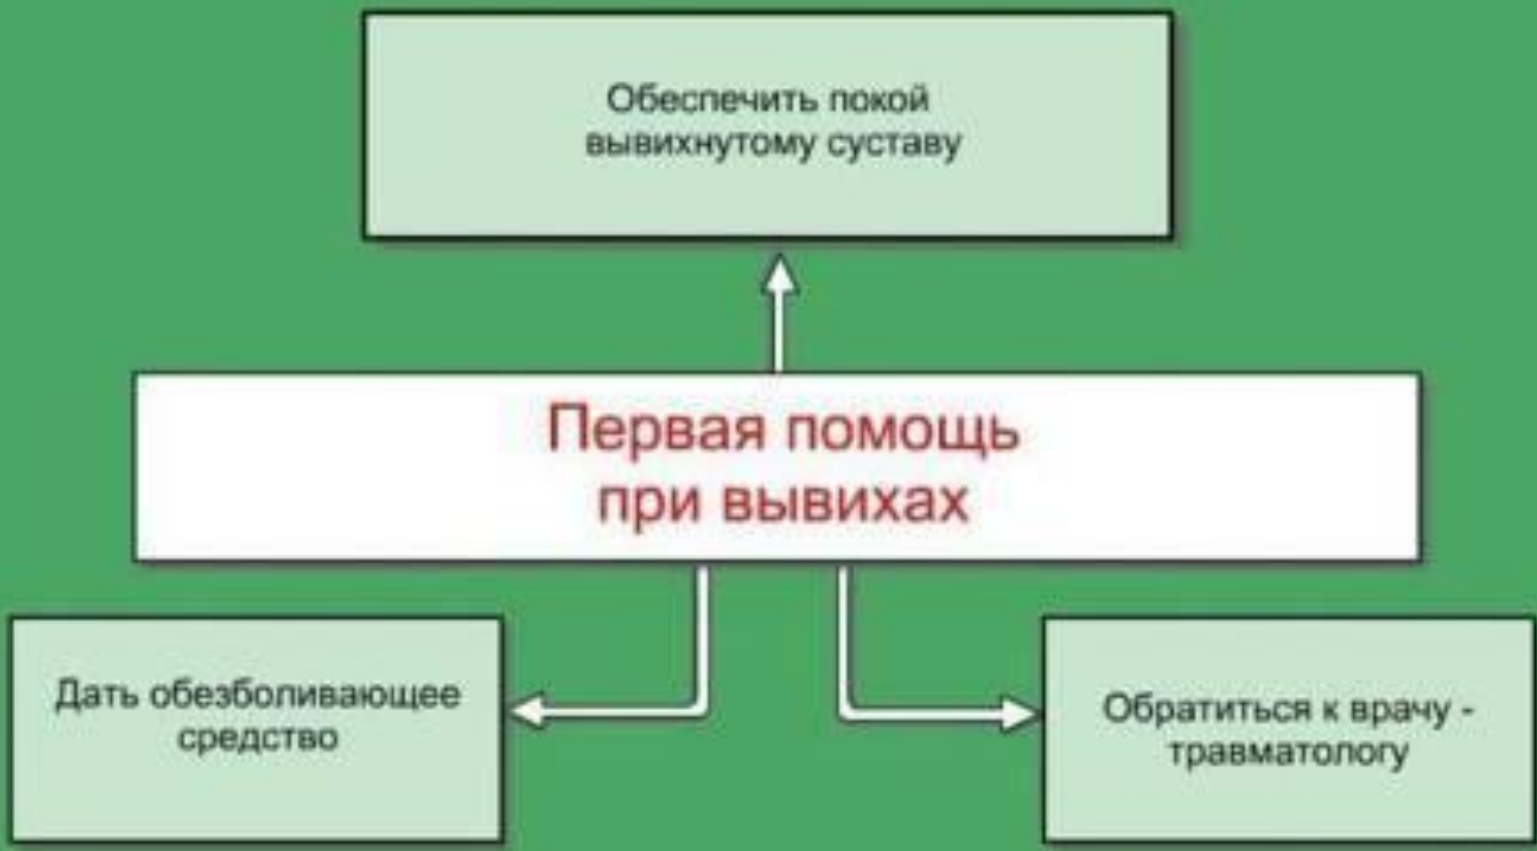 Обеспечить покой
вывихнутому суставу
Первая помощь
при вывихах
Дать обезболивающее
средство
Обратиться к врачу -
травматологу